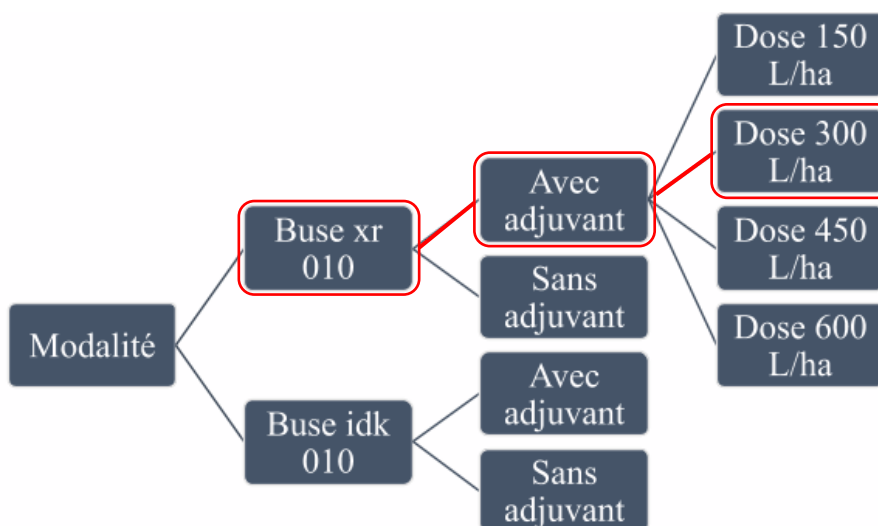 Modalité
Buse xr
010
Avec
adjuvant
Dose 150
L/ha
Dose 300
L/ha
Dose 450
L/ha
Dose 600
L/ha
Sans
adjuvant
Buse idk
010
Avec
adjuvant
Sans
adjuvant